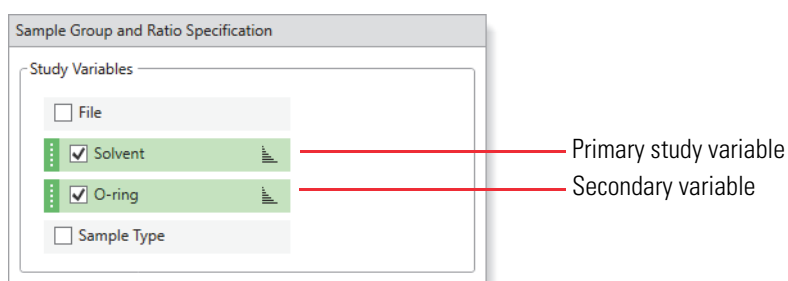 Sample Group and Ratio Specification
Study Variables
File
Solvent
Primary study variable
O-ring
Secondary variable
Sample Type